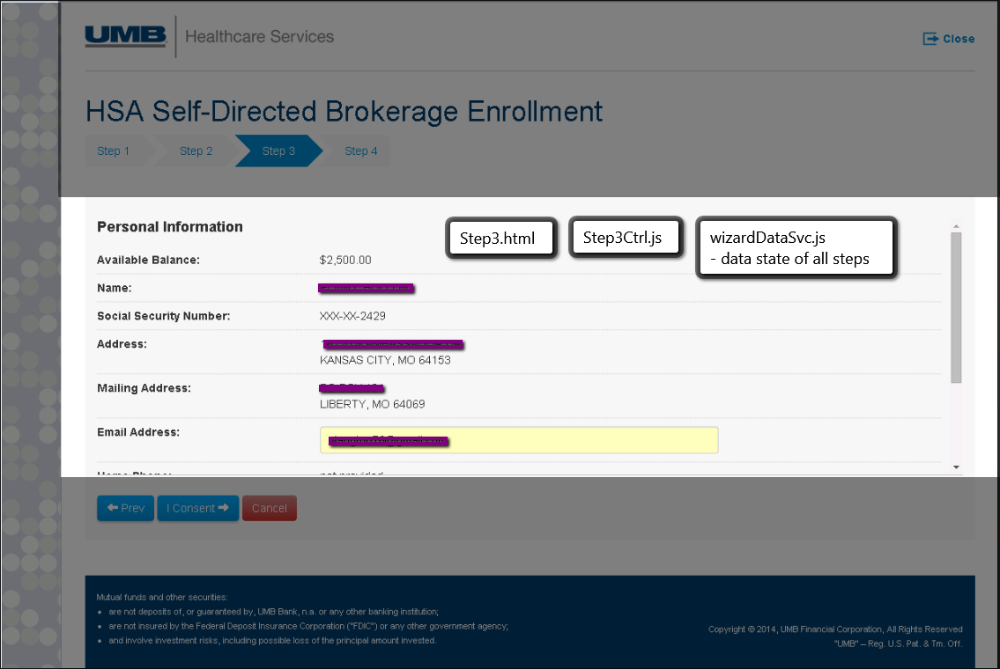 UMB Healthcare Services
Close
HSA Self-Directed Brokerage Enrollment
Step 1 Step 2 Step 3 Step 4
Personal Information
Step3.html
Step3Ctrl.js
wizardDataSvc.js
- data state of all steps
Available Balance: $2,500.00
Name:
Social Security Number: XXX-XX-2429
Address:
KANSAS CITY, MO 64153
Mailing Address:
LIBERTY, MO 64069
Email Address:
Home Phone: not provided
Prev I Consent Cancel
Mutual funds and other securities:
• are not deposits of, or guaranteed by, UMB Bank, n.a. or any other banking institution;
• are not insured by the Federal Deposit Insurance Corporation ("FDIC") or any other government agency;
• and involve investment risks, including possible loss of the principal amount invested.
Copyright © 2014, UMB Financial Corporation, All Rights Reserved
"UMB" – Reg. U.S. Pat. & Tm. Off.